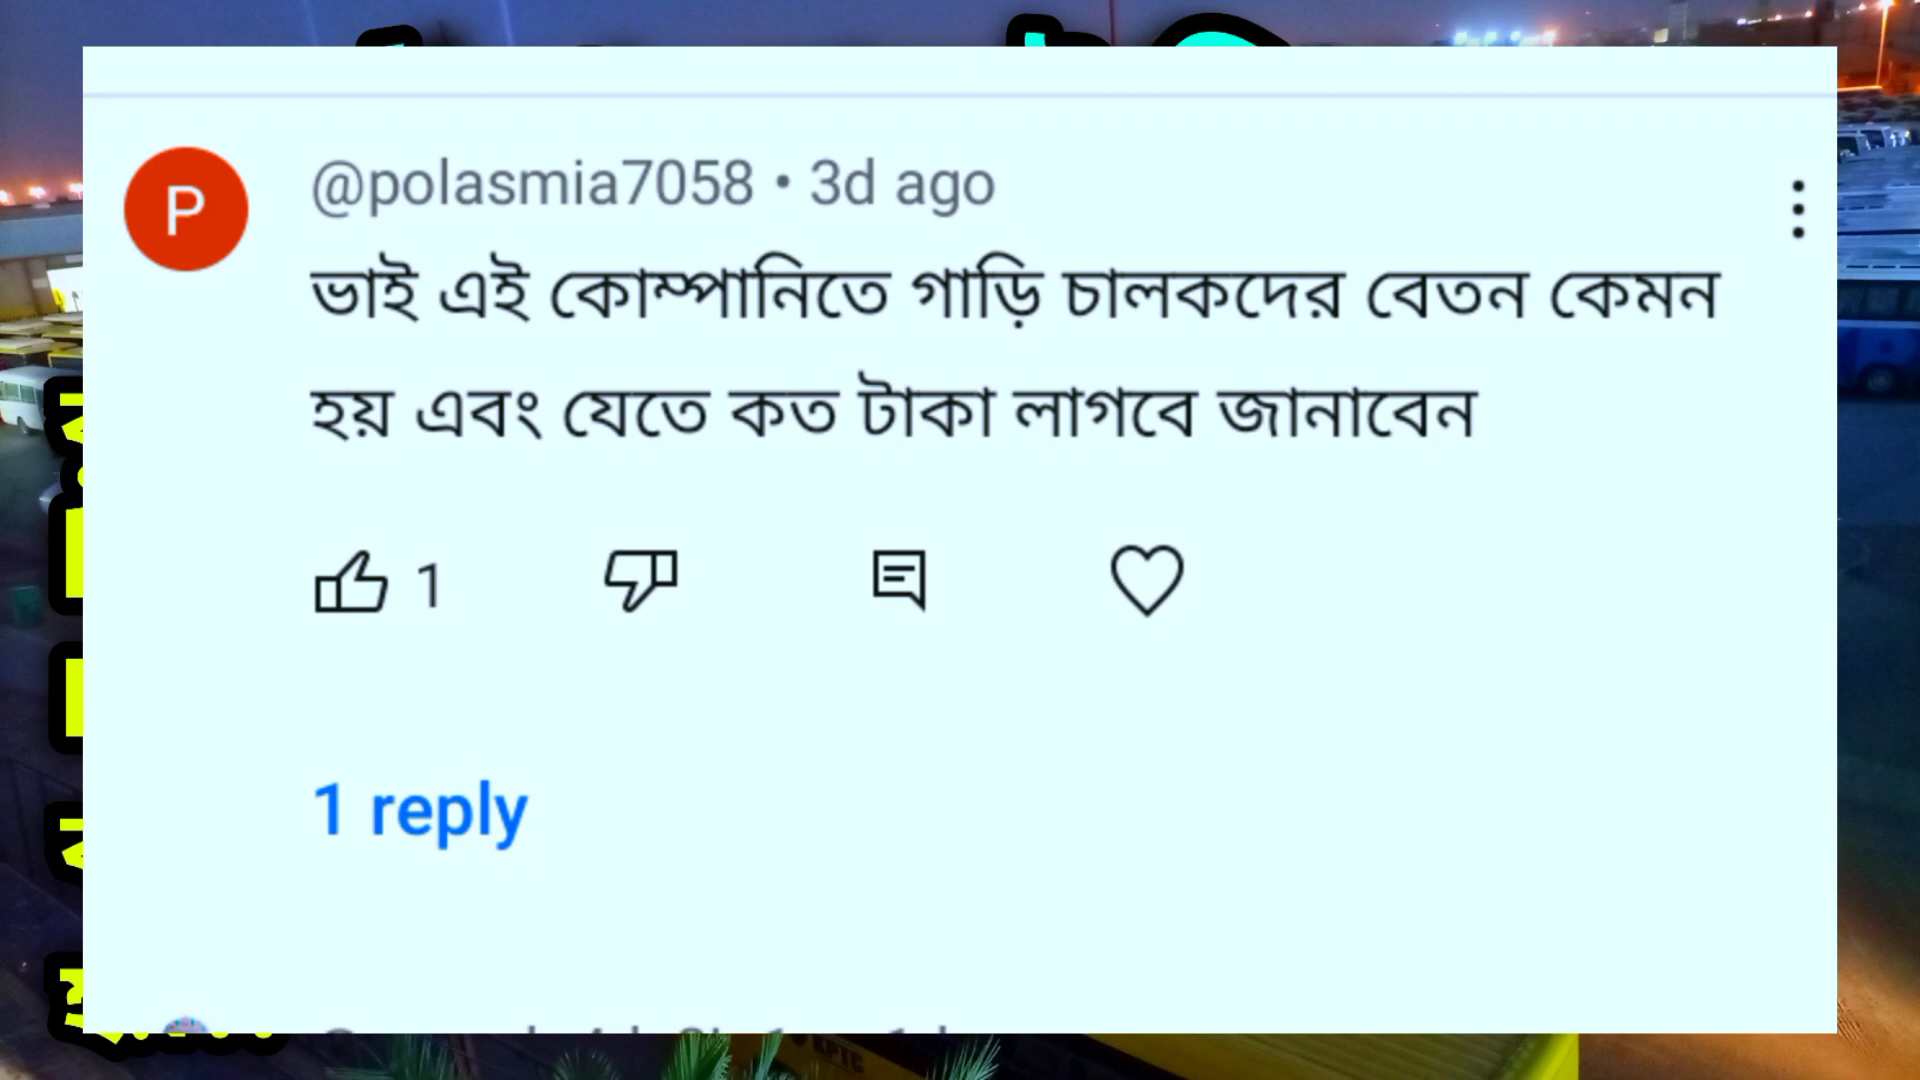 P
@polasmia7058 • 3d ago
ভাই এই কোম্পানিতে গাড়ি চালকদের বেতন কেমন
হয় এবং যেতে কত টাকা লাগবে জানাবেন
1
1 reply